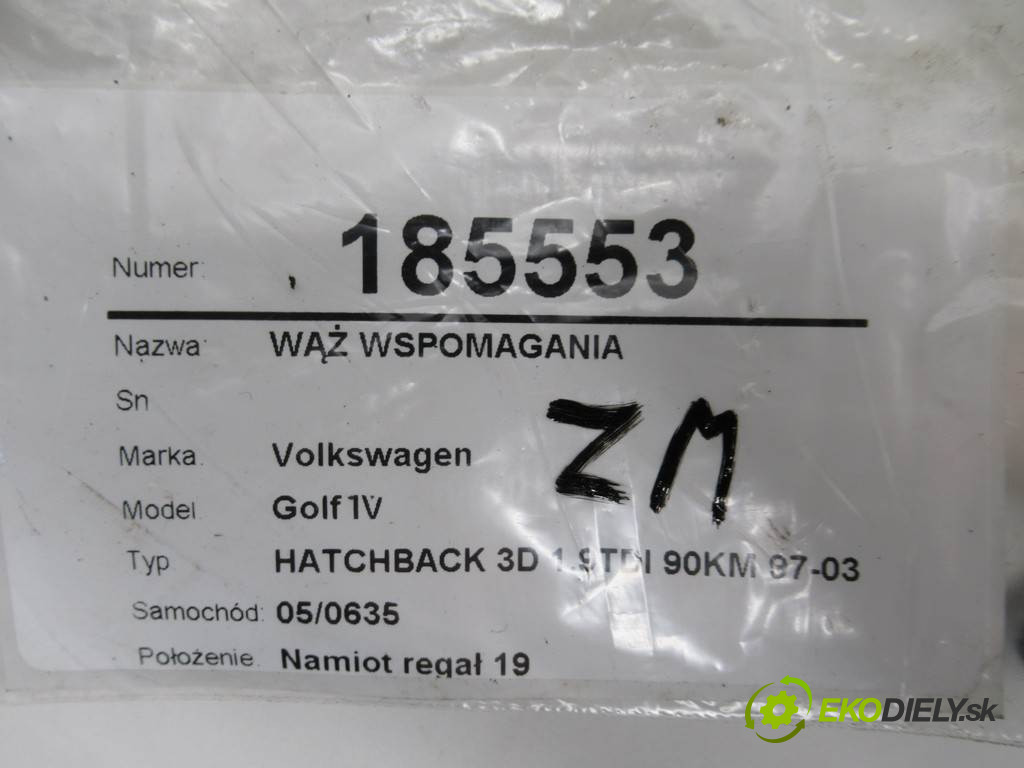 Numer: 185553
Nazwa: WĄŻ WSPOMAGANIA
Sn
ZM
Marka: Volkswagen
Model: Golf IV
Typ HATCHBACK 3D 1.9TDI 90KM 97-03
Samochód: 05/0635
Położenie: Namiot regał 19
EKODIELY.sk